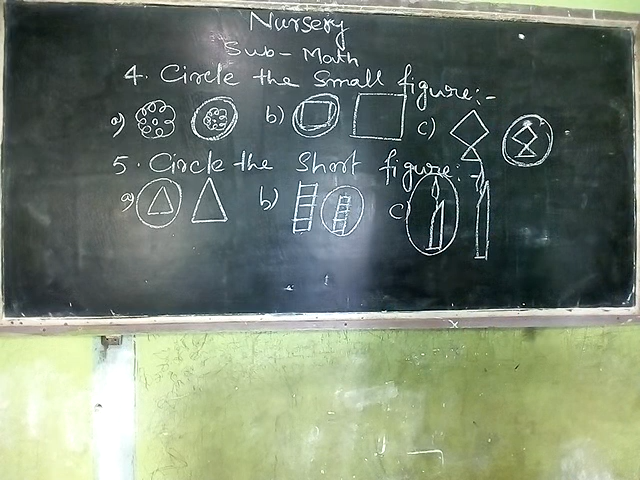 Nursery
Sub- Math
4. Circle the Small figure:-
a) b) c)
5. Circle the Short figure:-
a) b) c)